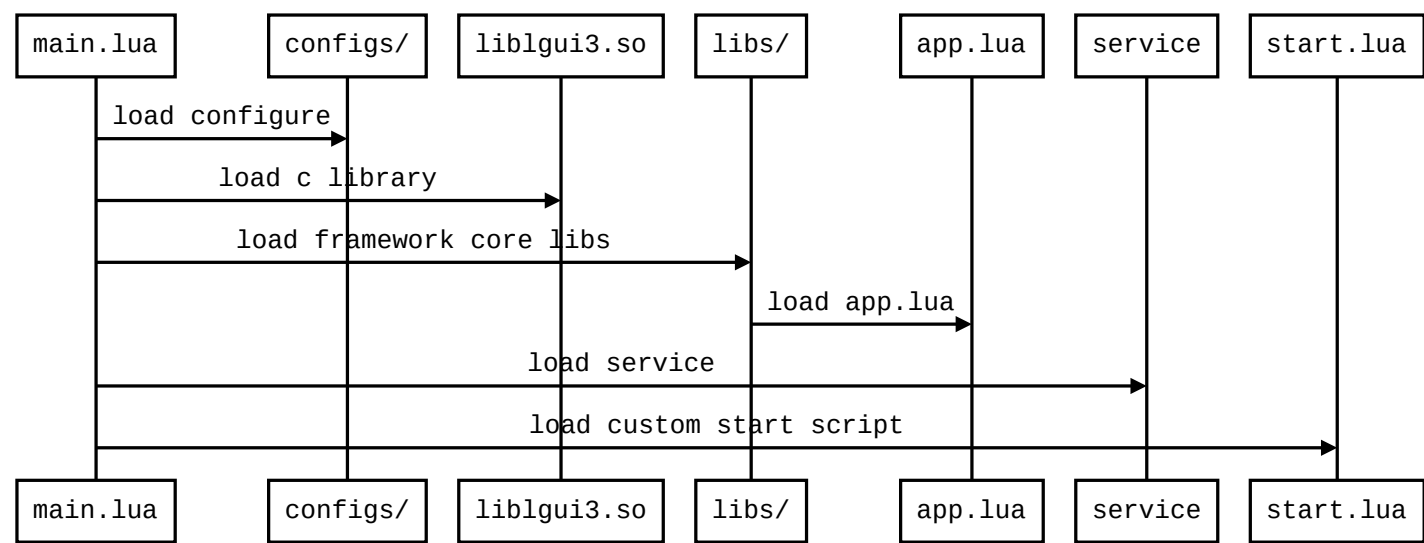 main.lua configs/ liblgui3.so libs/ app.lua service start.lua
load configure
load c library
load framework core libs
load app.lua
load service
load custom start script
main.lua configs/ liblgui3.so libs/ app.lua service start.lua